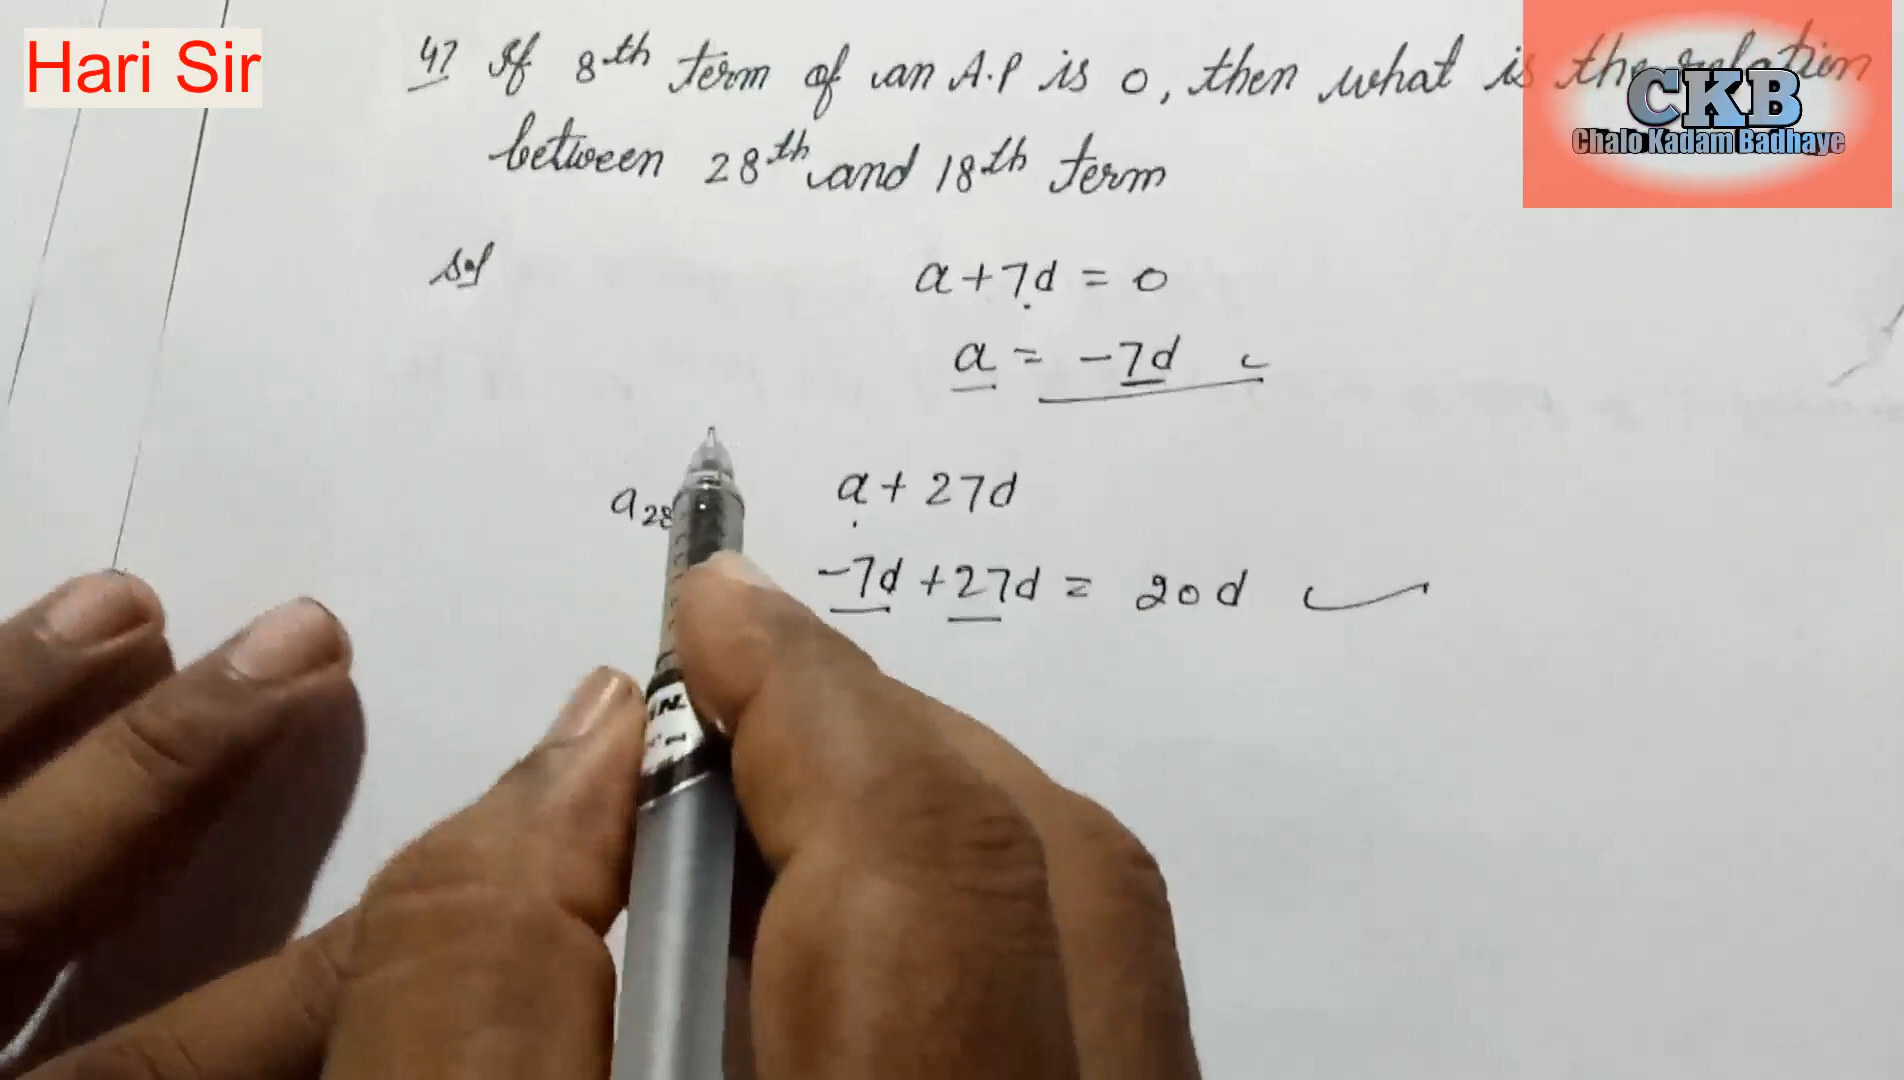 Hari Sir
47 If 8th term of an A.P is 0, then what is the relation
CKB
Chalo Kadam Badhaye
between 28th and 18th term
Sol
a + 7d = 0
a = -7d
a28 a + 27d
-7d + 27d = 20d